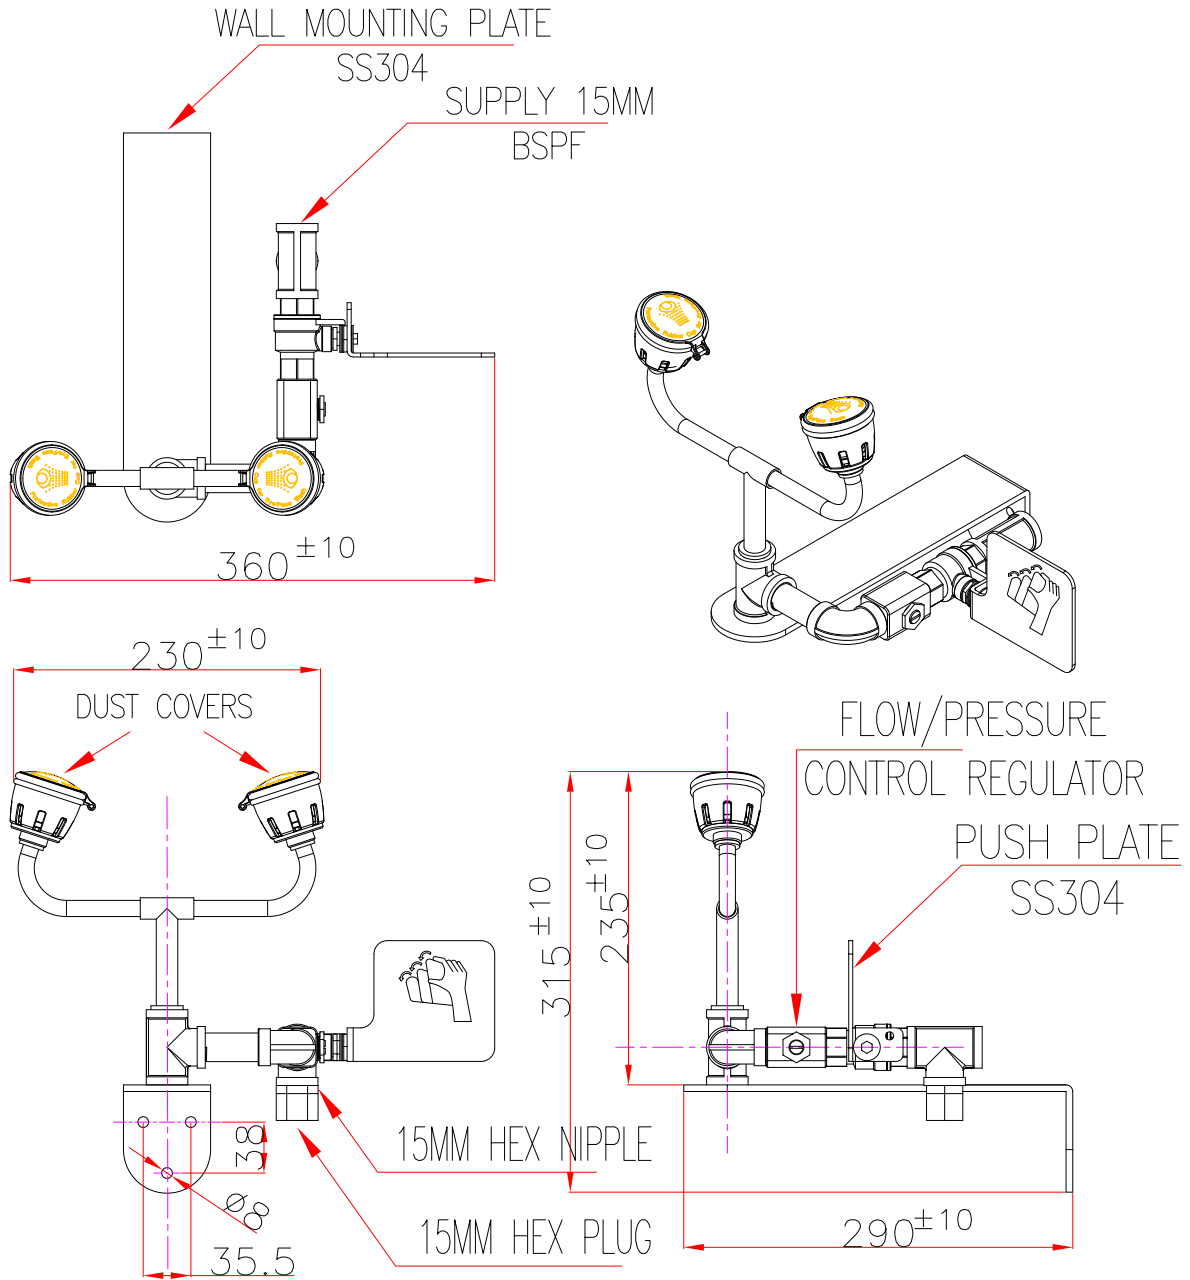 WALL MOUNTING PLATE
SS304
SUPPLY 15MM
BSPF
360±10
230±10
DUST COVERS
FLOW/PRESSURE
CONTROL REGULATOR
PUSH PLATE
SS304
315±10
235±10
38
Ø8
35.5
15MM HEX NIPPLE
15MM HEX PLUG
290±10